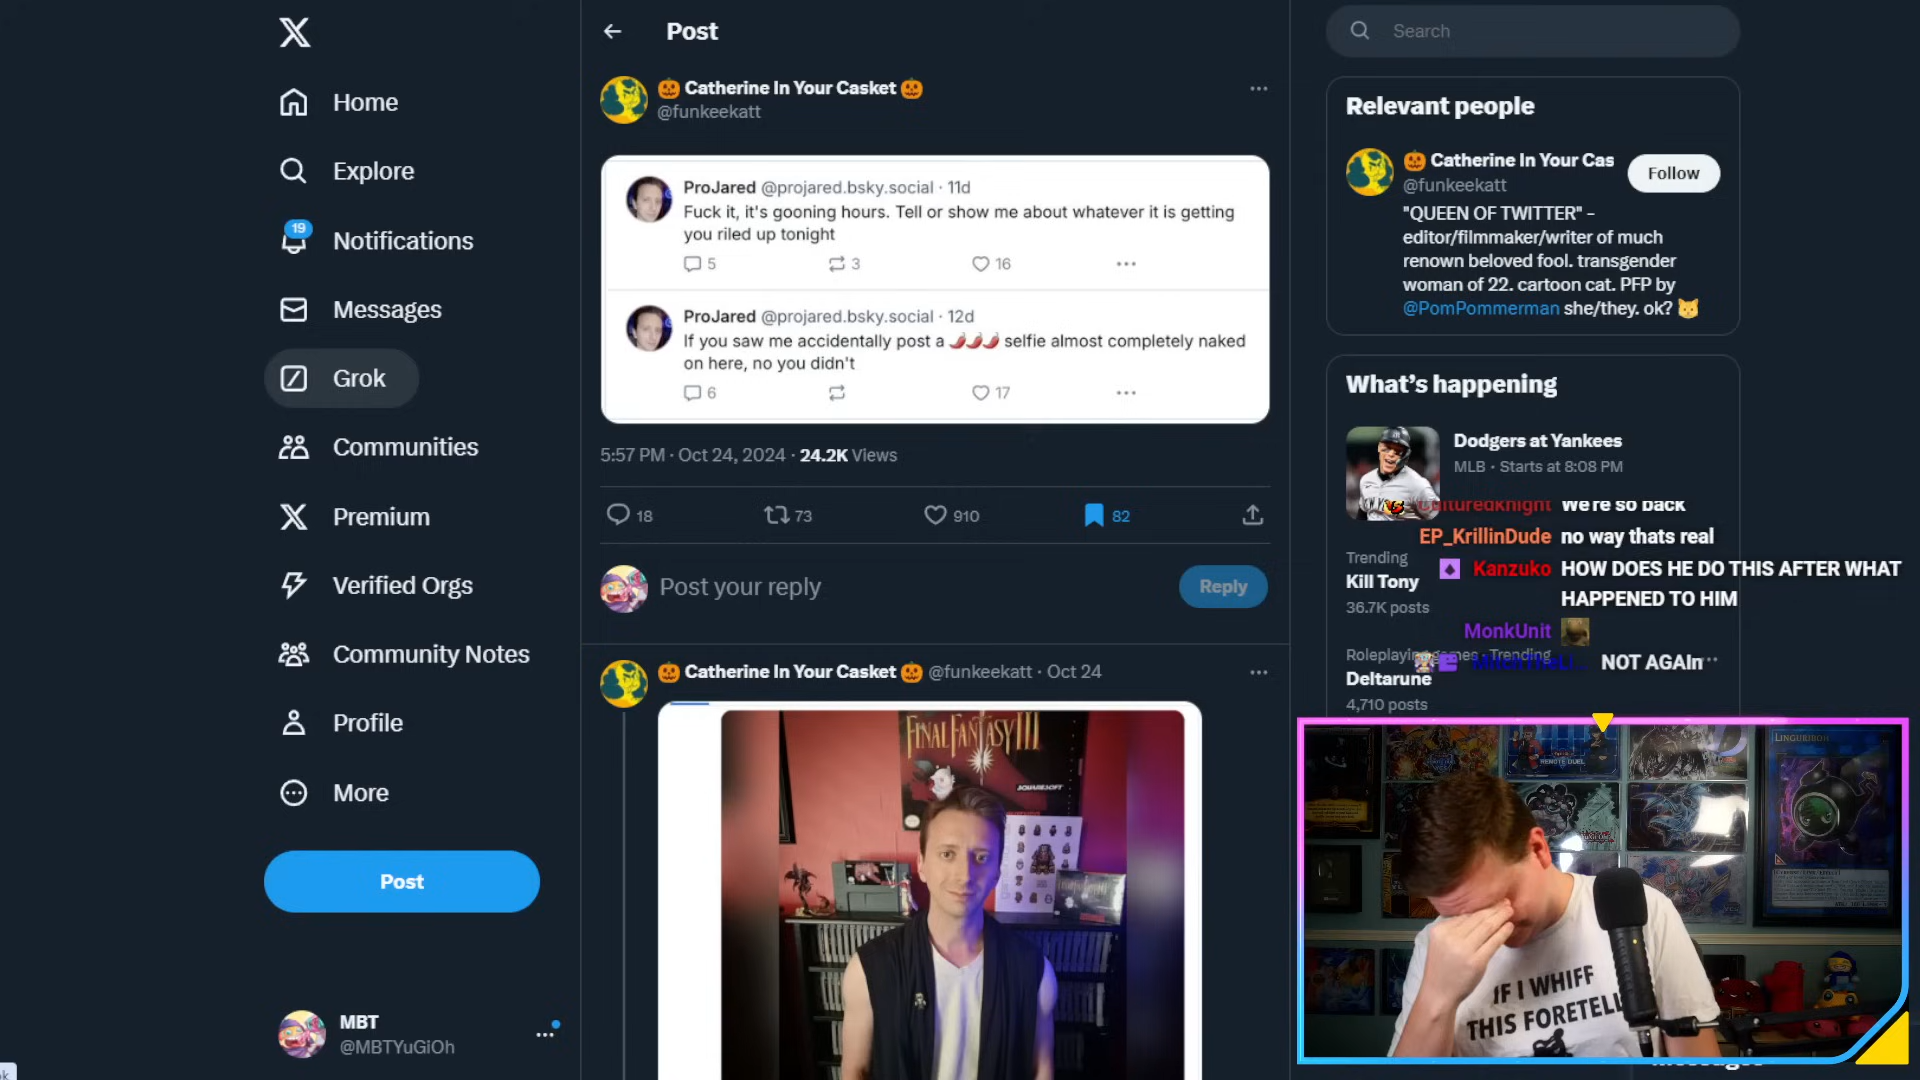 Home
Explore
19
Notifications
Messages
Grok
Communities
Premium
Verified Orgs
Community Notes
Profile
More
Post
MBT
@MBTYuGiOh
Post
🎃 Catherine In Your Casket 🎃
@funkeekatt
ProJared @projared.bsky.social · 11d
Fuck it, it's gooning hours. Tell or show me about whatever it is getting
you riled up tonight
5
3
16
ProJared @projared.bsky.social · 12d
If you saw me accidentally post a 🌶️🌶️🌶️ selfie almost completely naked
on here, no you didn't
6
17
5:57 PM · Oct 24, 2024 · 24.2K Views
18
73
910
82
Post your reply
Reply
🎃 Catherine In Your Casket 🎃 @funkeekatt · Oct 24
FINAL FANTASY III
SQUARESOFT
Search
Relevant people
🎃 Catherine In Your Cas
@funkeekatt
Follow
"QUEEN OF TWITTER" –
editor/filmmaker/writer of much
renown beloved fool. transgender
woman of 22. cartoon cat. PFP by
@PomPommerman she/they. ok? 🐱
What's happening
Dodgers at Yankees
MLB · Starts at 8:08 PM
We're so back
EP_KrillinDude no way thats real
Trending
Kill Tony
36.7K posts
Kanzuko HOW DOES HE DO THIS AFTER WHAT
HAPPENED TO HIM
MonkUnit
Roleplaying games · Trending
NOT AGAIn
Deltarune
4,710 posts
REMOTE DUEL
LINGURIBOH
IF I WHIFF
THIS FORETELL